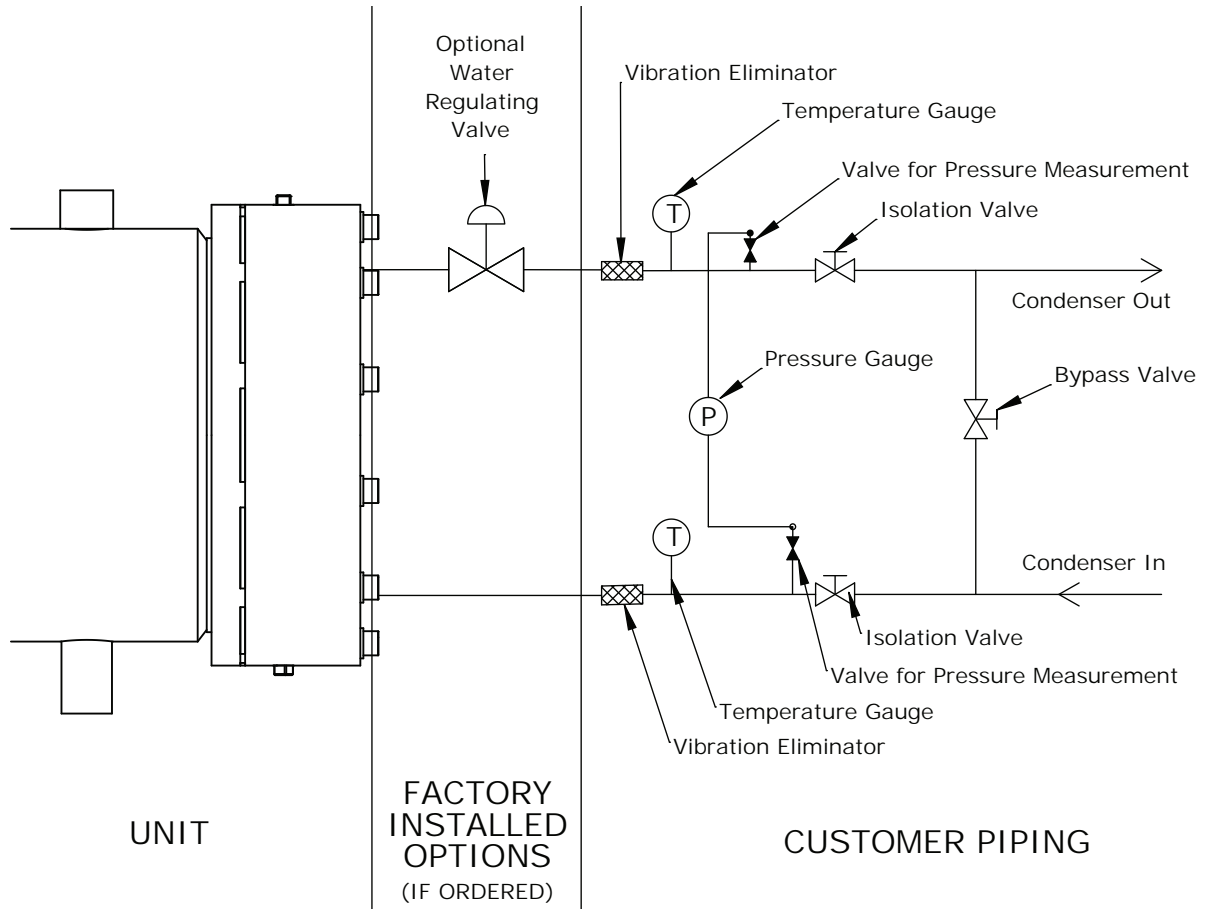 Optional
Water
Regulating
Valve
Vibration Eliminator
Temperature Gauge
Valve for Pressure Measurement
Isolation Valve
T
Condenser Out
Pressure Gauge
Bypass Valve
P
T
Condenser In
Isolation Valve
Valve for Pressure Measurement
Temperature Gauge
Vibration Eliminator
UNIT
FACTORY
INSTALLED
OPTIONS
(IF ORDERED)
CUSTOMER PIPING